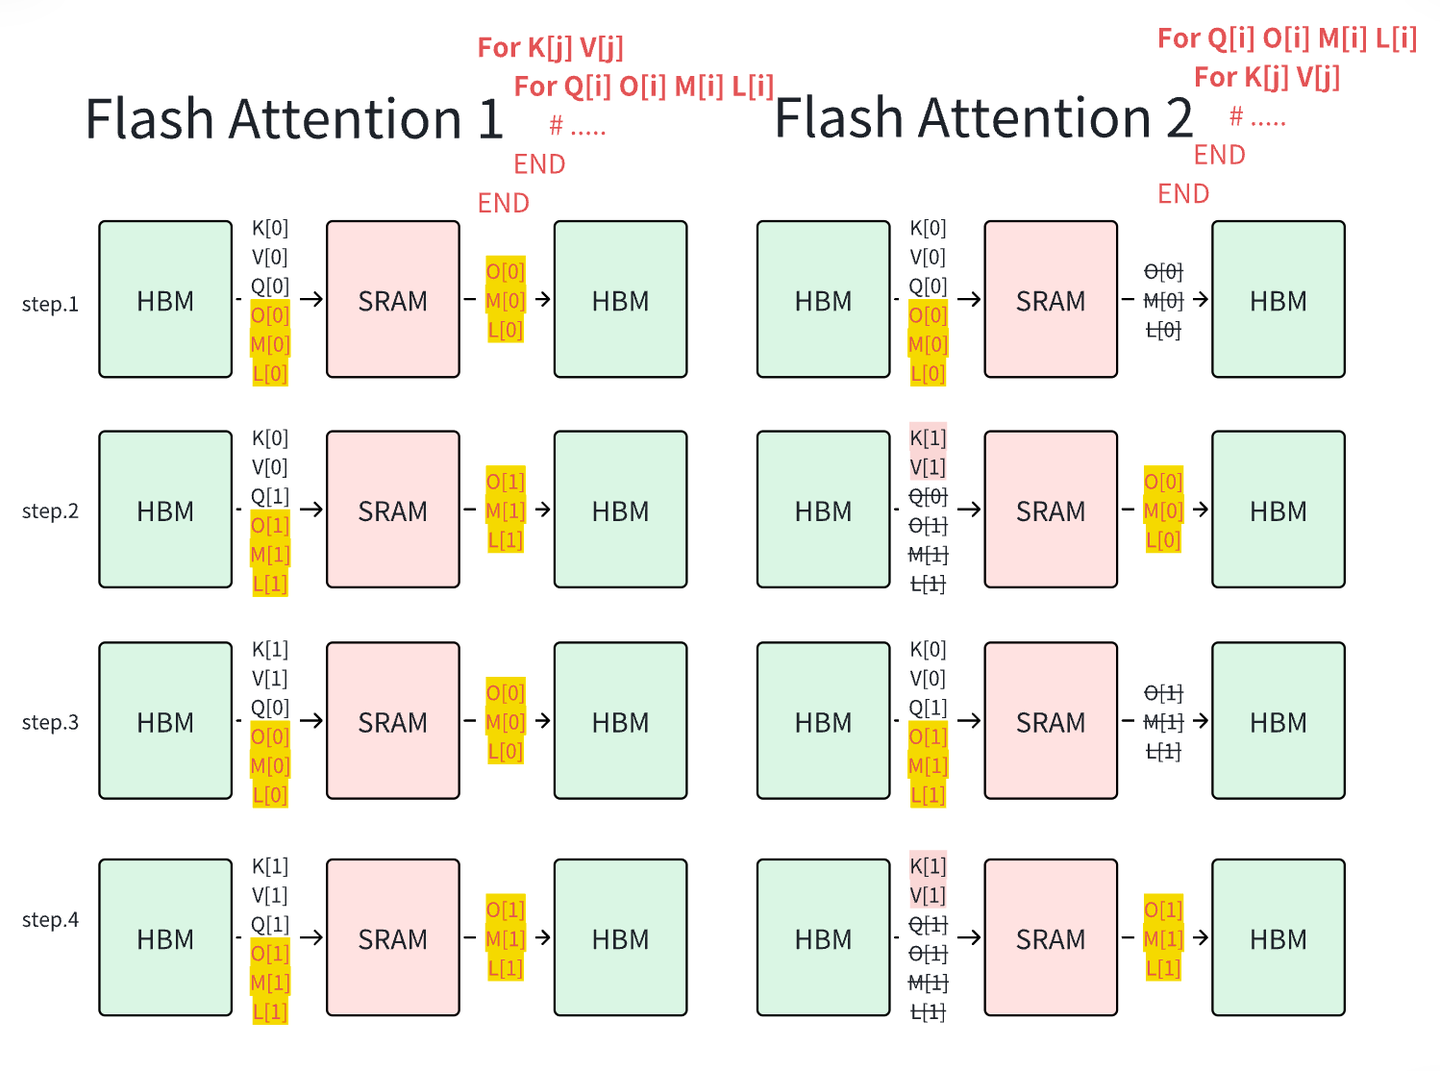 For K[j] V[j]
For Q[i] O[i] M[i] L[i]
# .....
END
END
Flash Attention 1
For Q[i] O[i] M[i] L[i]
For K[j] V[j]
# .....
END
END
Flash Attention 2
step.1
HBM
K[0]
V[0]
Q[0]
O[0]
M[0]
L[0]
SRAM
O[0]
M[0]
L[0]
HBM
HBM
K[0]
V[0]
Q[0]
O[0]
M[0]
L[0]
SRAM
O[0]
M[0]
L[0]
HBM
step.2
HBM
K[0]
V[0]
Q[1]
O[1]
M[1]
L[1]
SRAM
O[1]
M[1]
L[1]
HBM
HBM
K[1]
V[1]
Q[0]
O[1]
M[1]
L[1]
SRAM
O[0]
M[0]
L[0]
HBM
step.3
HBM
K[1]
V[1]
Q[0]
O[0]
M[0]
L[0]
SRAM
O[0]
M[0]
L[0]
HBM
HBM
K[0]
V[0]
Q[1]
O[1]
M[1]
L[1]
SRAM
O[1]
M[1]
L[1]
HBM
step.4
HBM
K[1]
V[1]
Q[1]
O[1]
M[1]
L[1]
SRAM
O[1]
M[1]
L[1]
HBM
HBM
K[1]
V[1]
Q[1]
O[1]
M[1]
L[1]
SRAM
O[1]
M[1]
L[1]
HBM